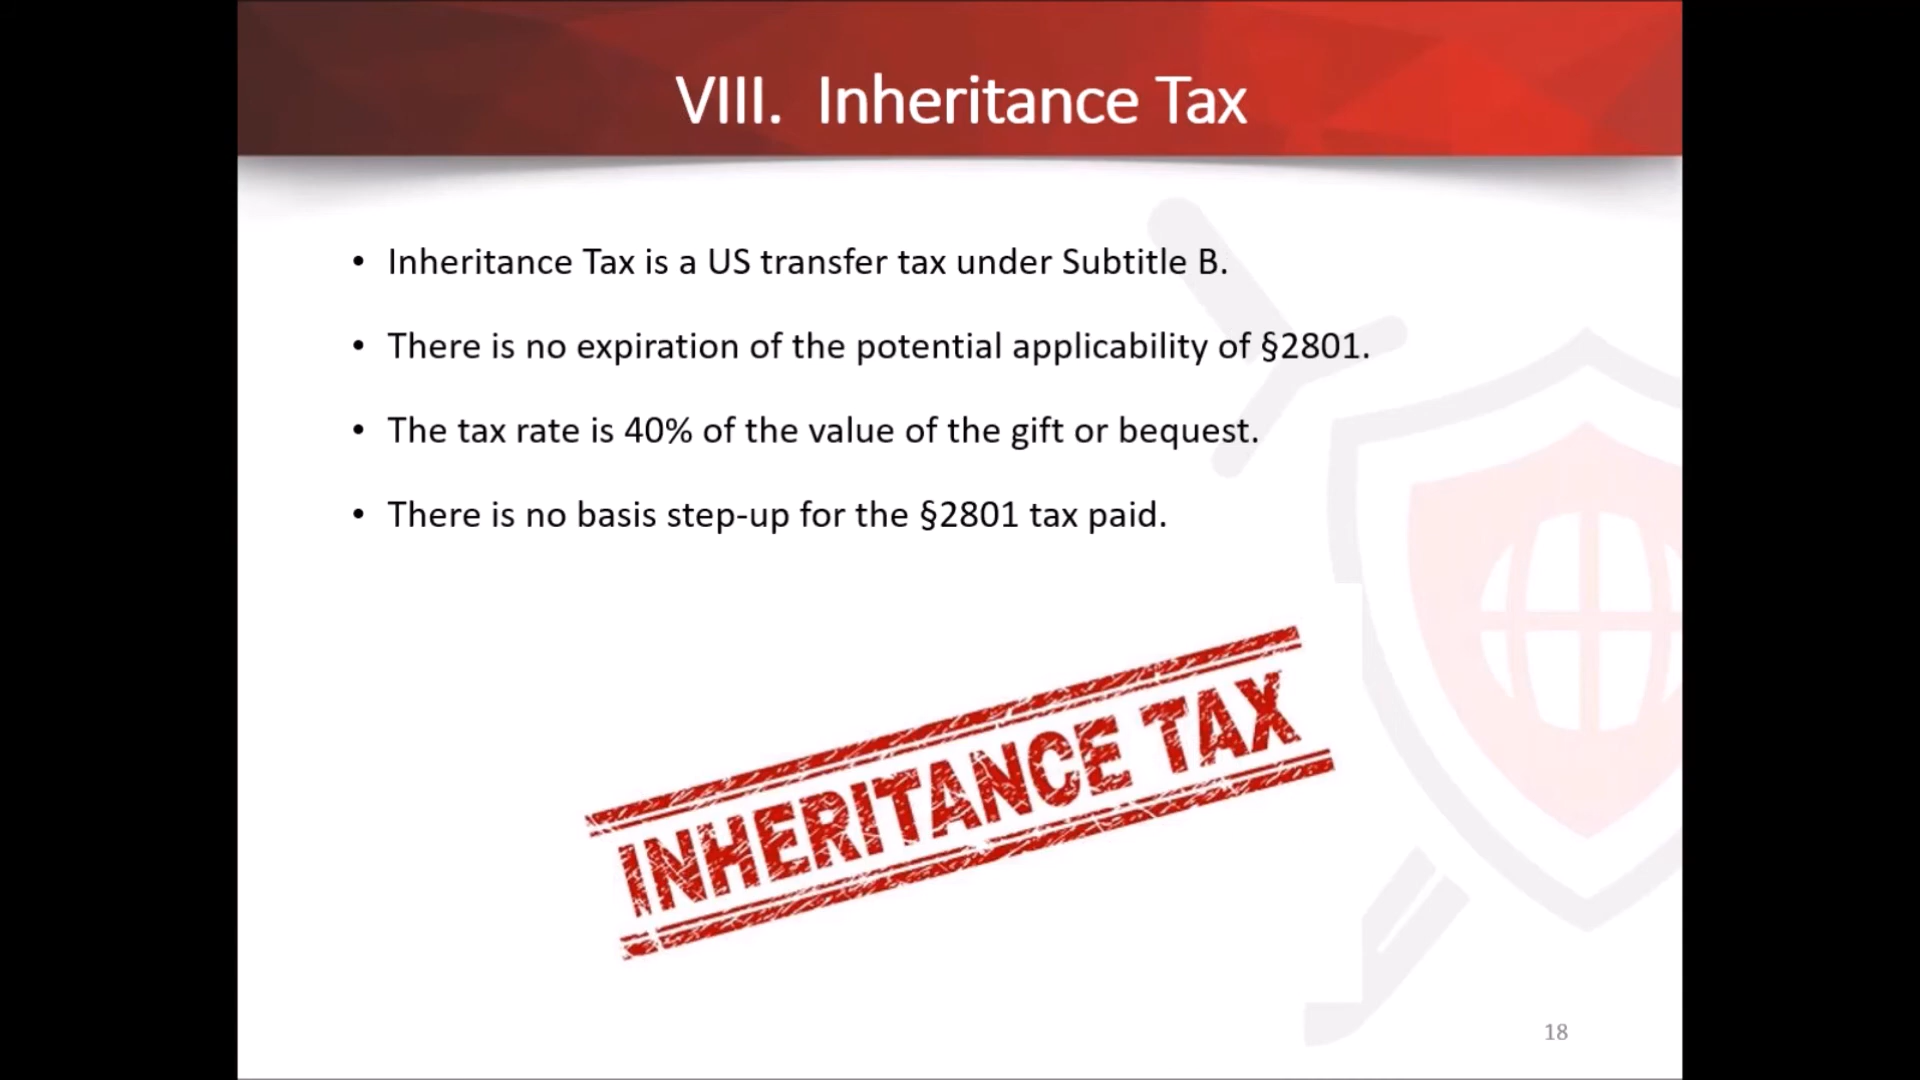 VIII. Inheritance Tax
• Inheritance Tax is a US transfer tax under Subtitle B.
• There is no expiration of the potential applicability of §2801.
• The tax rate is 40% of the value of the gift or bequest.
• There is no basis step-up for the §2801 tax paid.
INHERITANCE TAX
18